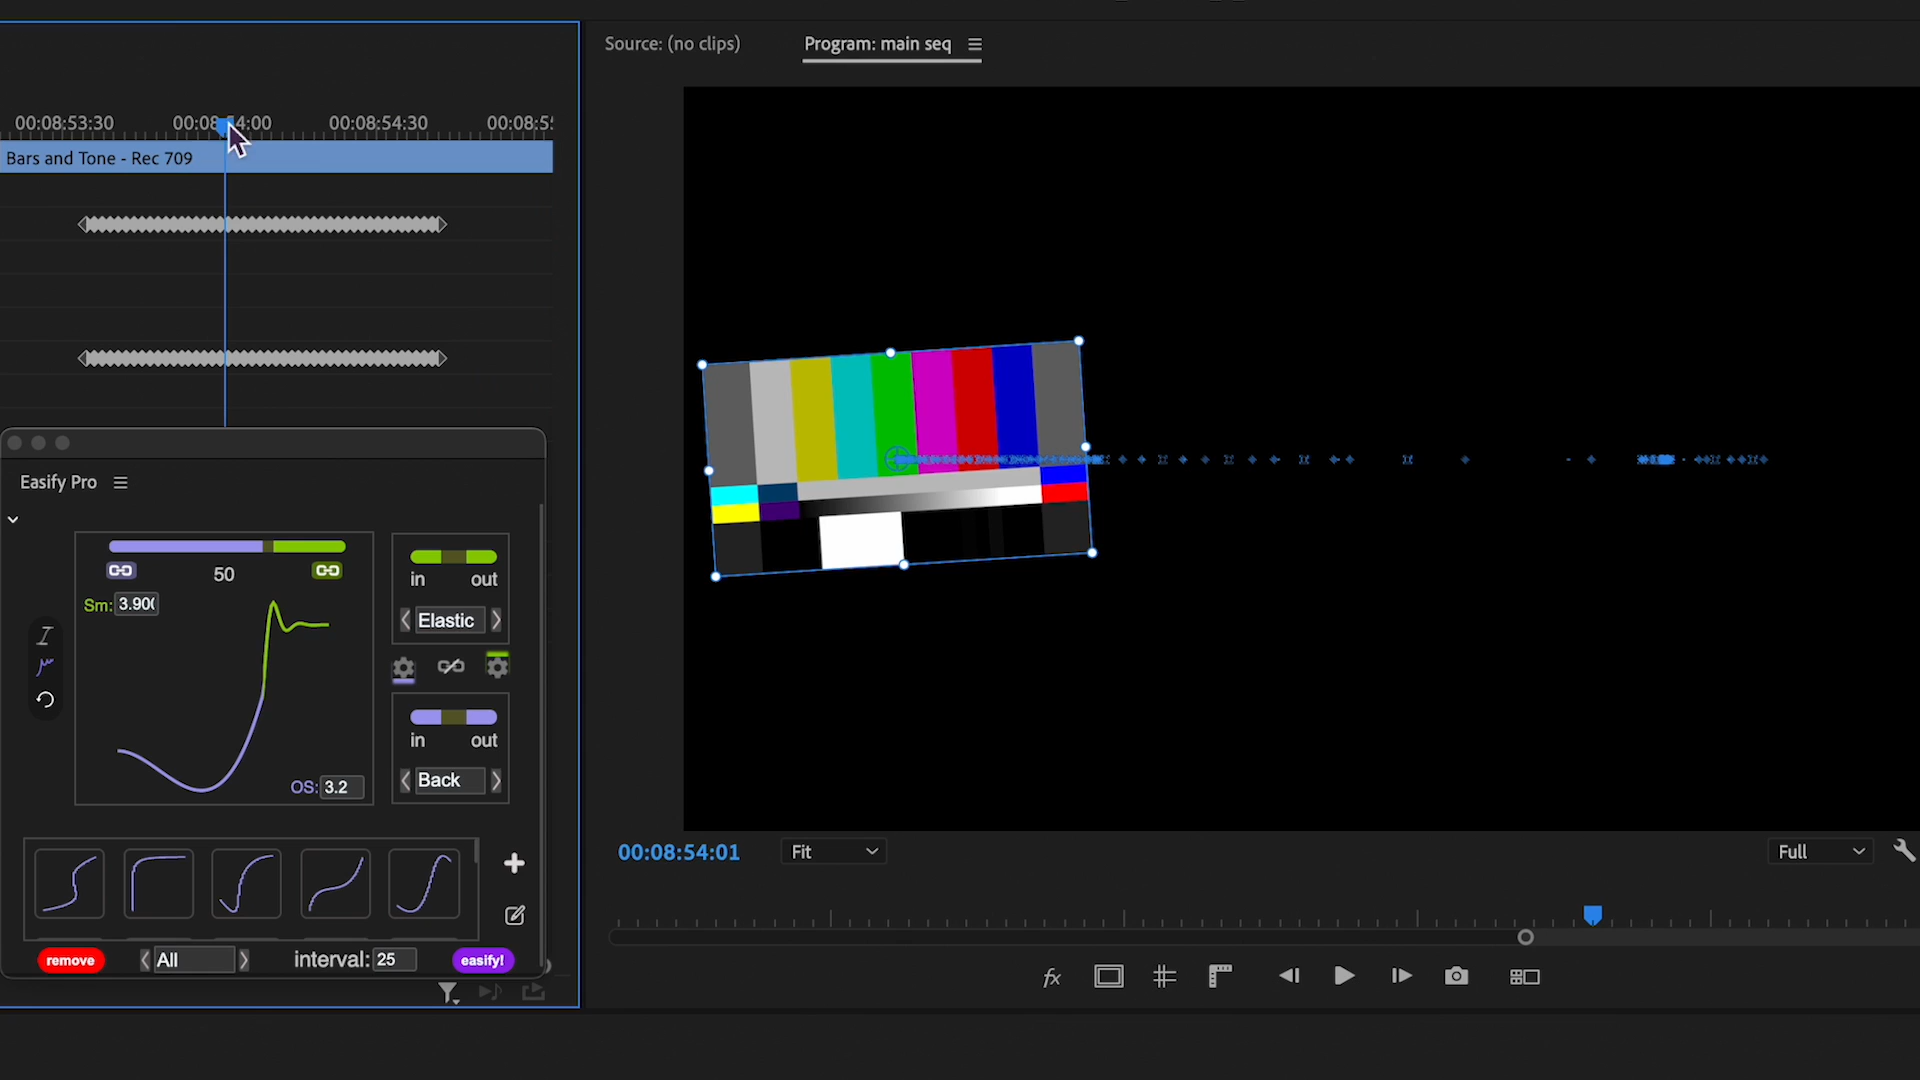 Source: (no clips)
Program: main seq
00:08:53:30
00:08:54:00
00:08:54:30
00:08:5
Bars and Tone - Rec 709
Easify Pro
50
Sm: 3.900
OS: 3.2
in out
Elastic
in out
Back
remove
All
interval: 25
easify!
00:08:54:01
Fit
Full
fx